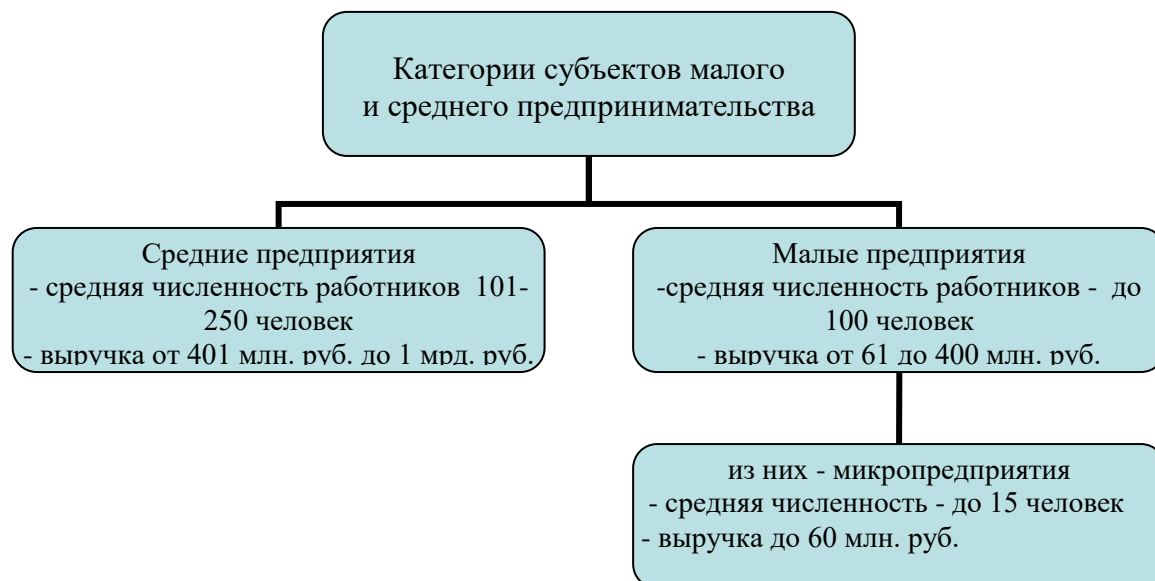 Категории субъектов малого
и среднего предпринимательства
Средние предприятия
- средняя численность работников 101-
250 человек
- выручка от 401 млн. руб. до 1 мрд. руб.
Малые предприятия
-средняя численность работников - до
100 человек
- выручка от 61 до 400 млн. руб.
из них - микропредприятия
- средняя численность - до 15 человек
- выручка до 60 млн. руб.